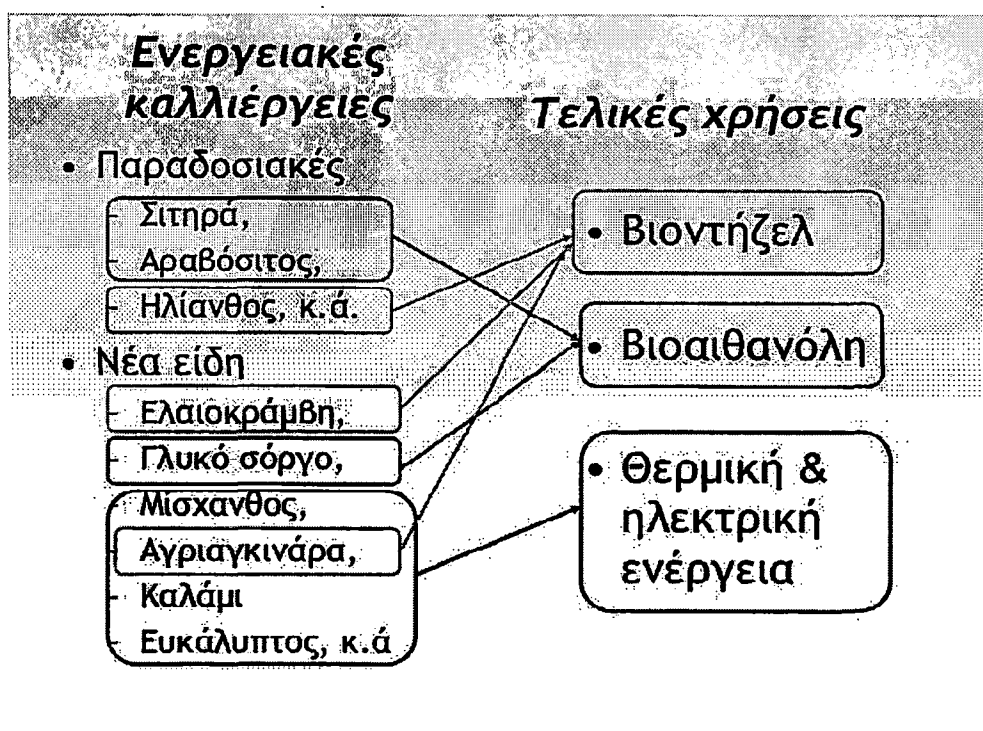 Ενεργειακές
καλλιέργειες
• Παραδοσιακές
- Σιτηρά,
- Αραβόσιτος,
- Ηλίανθος, κ.ά.
• Νέα είδη
- Ελαιοκράμβη,
- Γλυκό σόργο,
- Μίσχανθος,
- Αγριαγκινάρα,
- Καλάμι
- Ευκάλυπτος, κ.ά
Τελικές χρήσεις
• Βιοντήζελ
• Βιοαιθανόλη
• Θερμική &
ηλεκτρική
ενέργεια